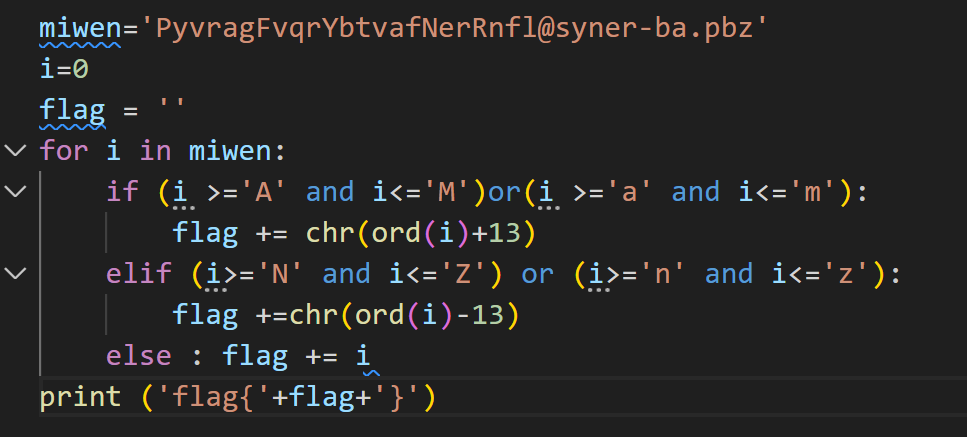 miwen='PyvragFvqrYbtvafNerRnfl@syner-ba.pbz'
i=0
flag = ''
for i in miwen:
    if (i >='A' and i<='M')or(i >='a' and i<='m'):
        flag += chr(ord(i)+13)
    elif (i>='N' and i<='Z') or (i>='n' and i<='z'):
        flag +=chr(ord(i)-13)
    else : flag += i
print ('flag{'+flag+'}')